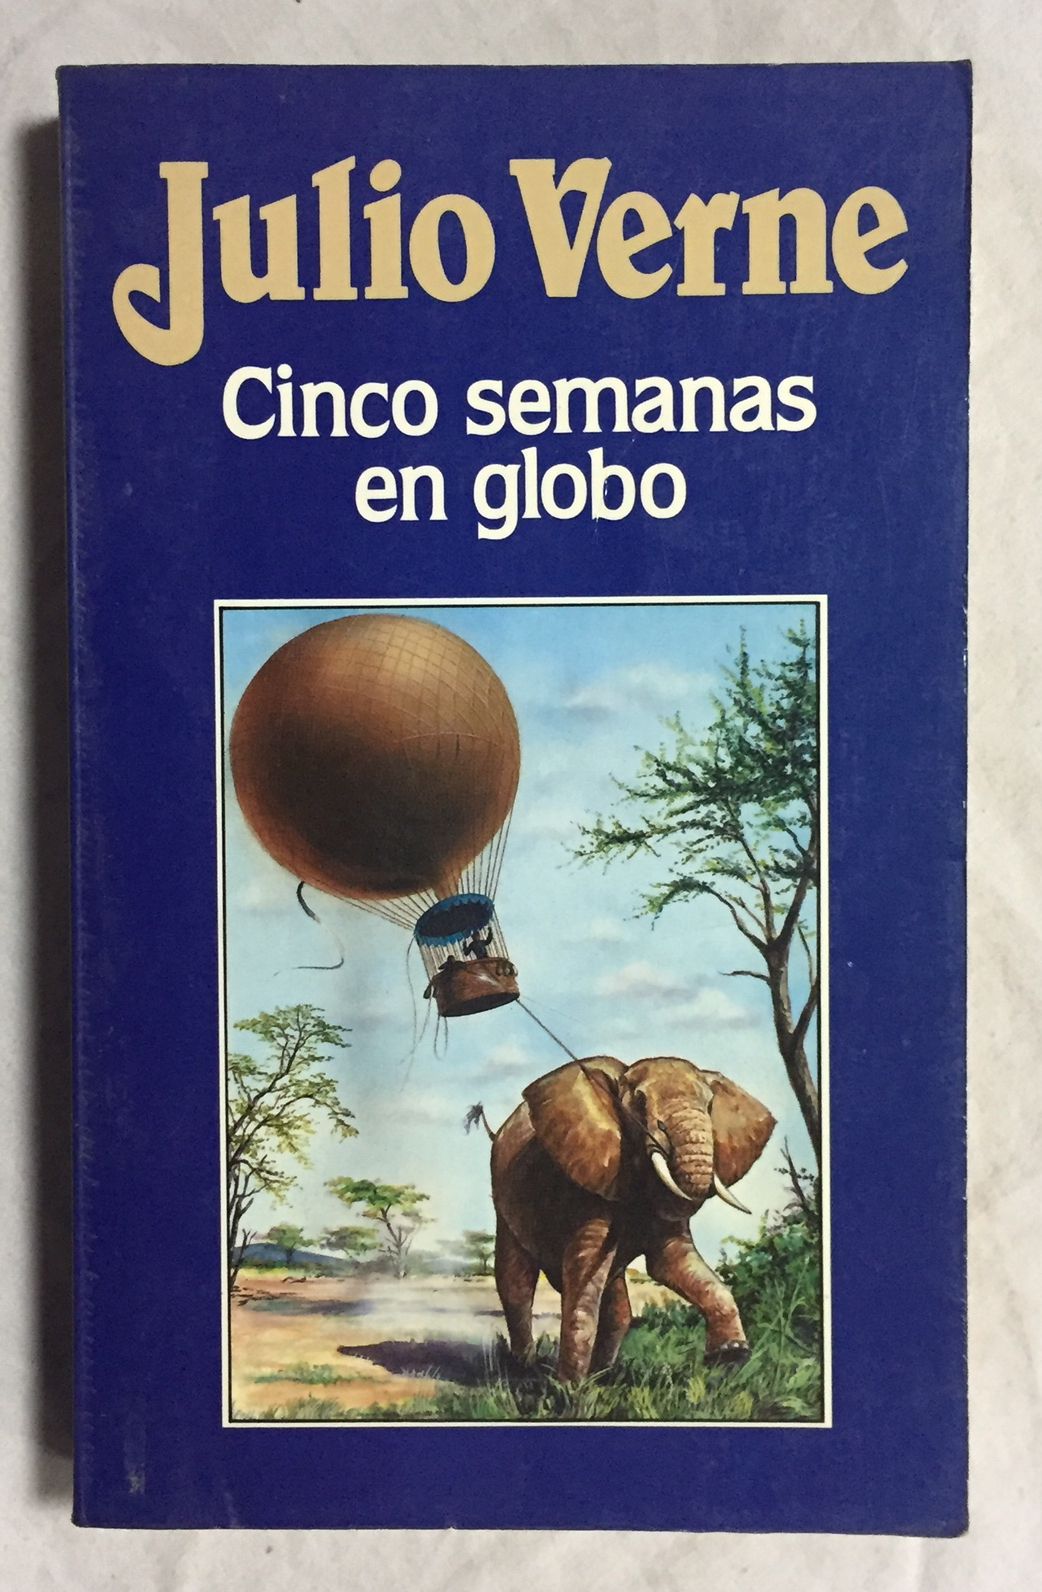 Julio Verne
Cinco semanas
en globo